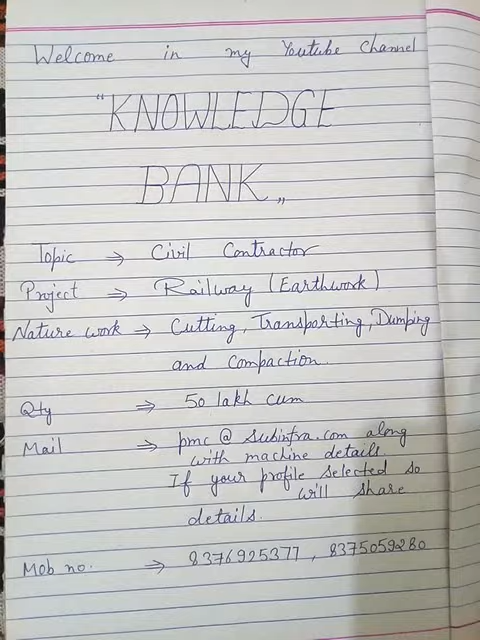 Welcome in my Youtube Channel
"KNOWLEDGE
BANK„
Topic ⇒ Civil Contractor
Project ⇒ Railway (Earthwork)
Nature work ⇒ Cutting, Transporting, Dumping
and Compaction.
Qty ⇒ 50 lakh cum
Mail ⇒ pmc @ subinfra.com along
with machine details
If your profile selected so
will share
details.
Mob no. ⇒ 8376925377, 8375059280